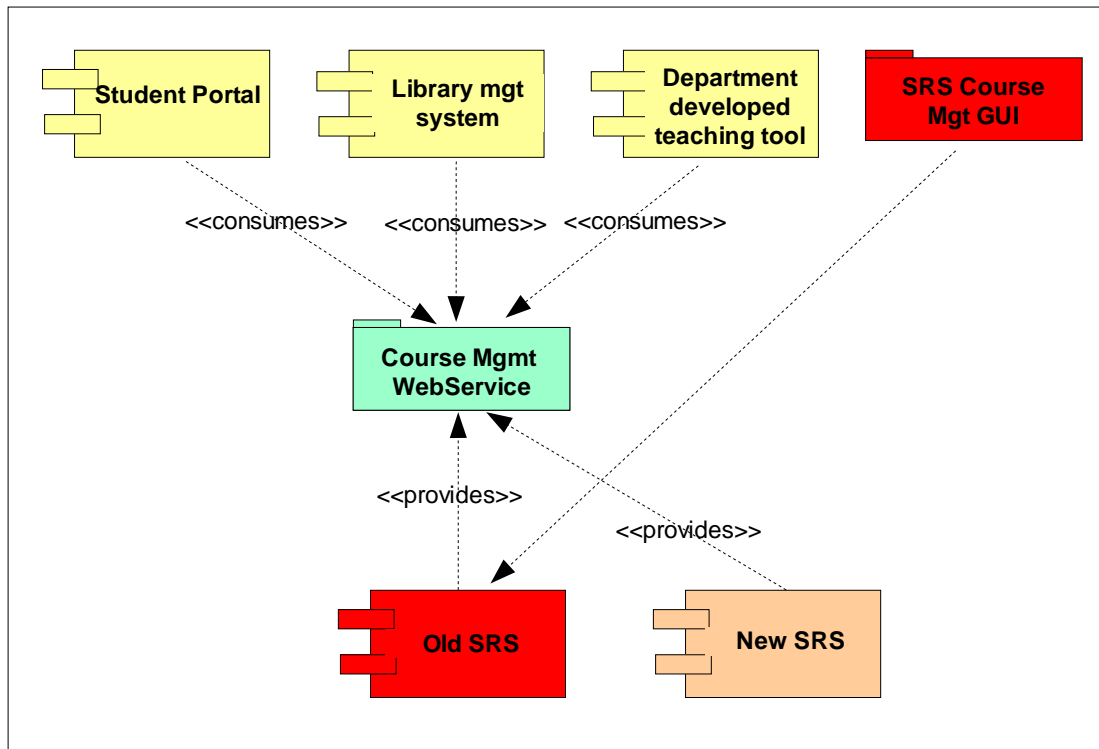 Student Portal
Library mgt
system
Department
developed
teaching tool
SRS Course
Mgt GUI
<<consumes>>
<<consumes>>
<<consumes>>
Course Mgmt
WebService
<<provides>>
<<provides>>
Old SRS
New SRS